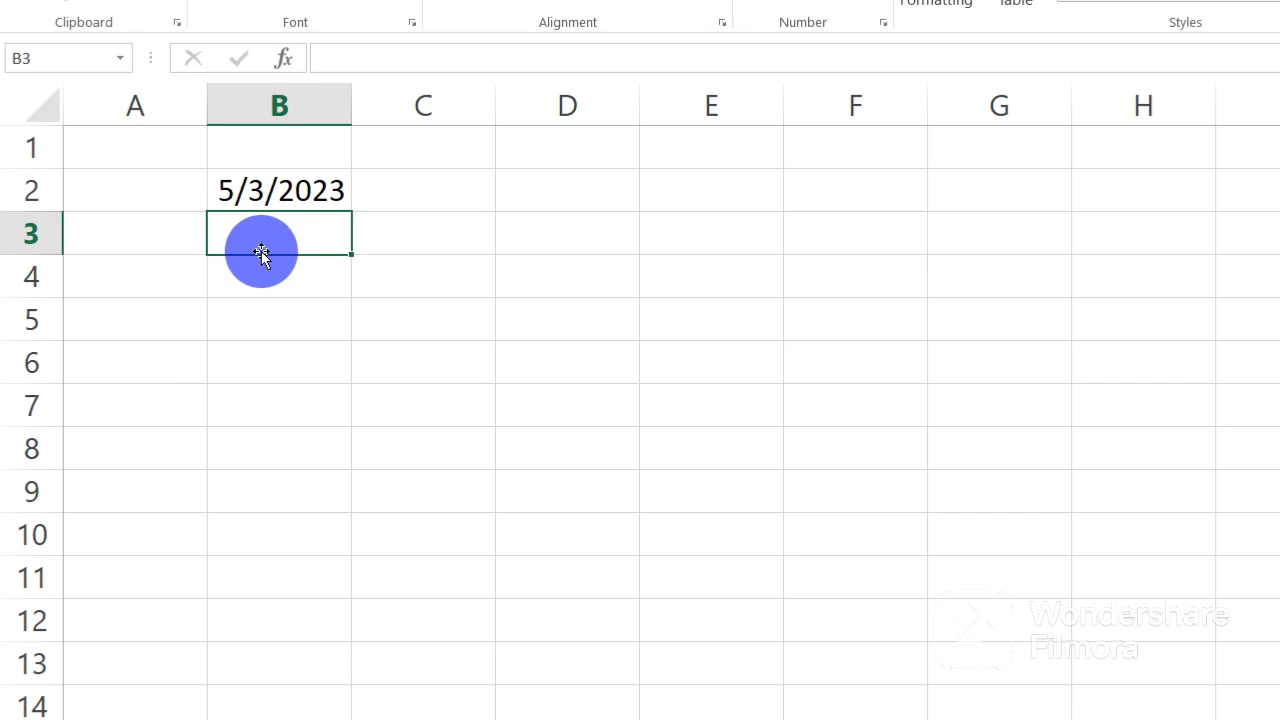 Formatting Table
Clipboard Font Alignment Number Styles
B3 fx
A B C D E F G H
1
2 5/3/2023
3
4
5
6
7
8
9
10
11
12
13
14
Wondershare
Filmora